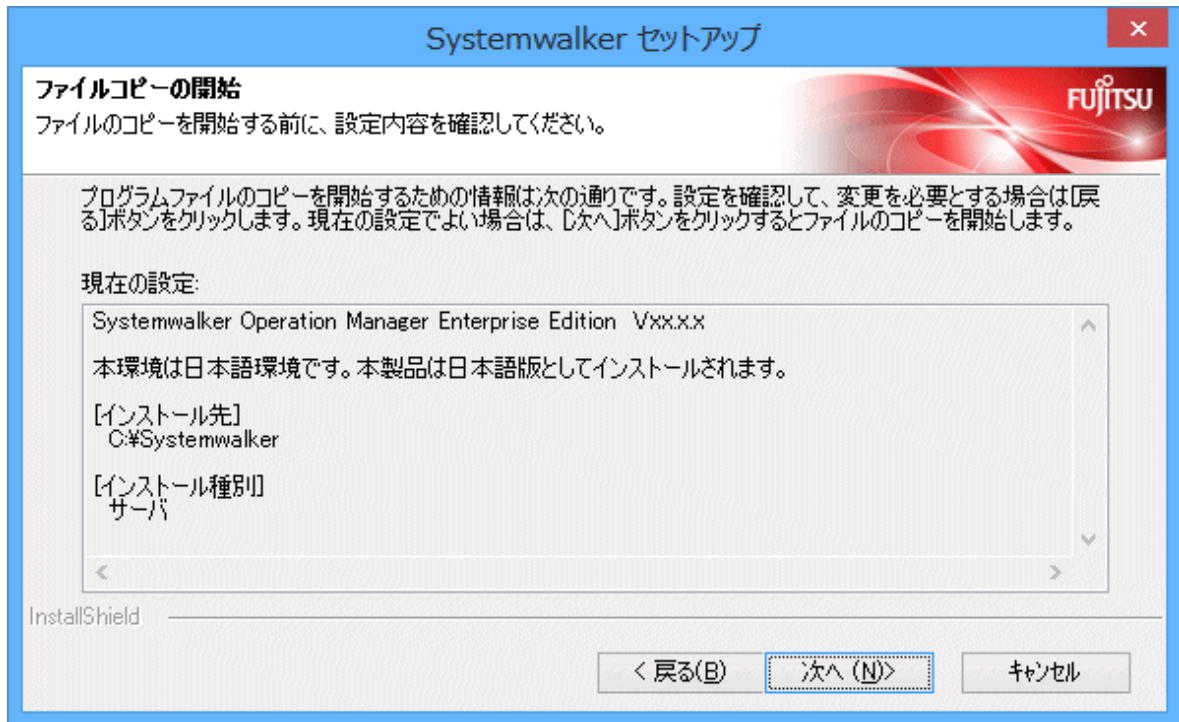 Systemwalker セットアップ
ファイルコピーの開始
ファイルのコピーを開始する前に、設定内容を確認してください。
FUJITSU
プログラムファイルのコピーを開始するための情報は次の通りです。設定を確認して、変更を必要とする場合は[戻
る]ボタンをクリックします。現在の設定でよい場合は、[次へ]ボタンをクリックするとファイルのコピーを開始します。
現在の設定:
Systemwalker Operation Manager Enterprise Edition Vxx.x.x
本環境は日本語環境です。本製品は日本語版としてインストールされます。
[インストール先]
C:¥Systemwalker
[インストール種別]
サーバ
InstallShield
< 戻る(B)
次へ (N)>
キャンセル